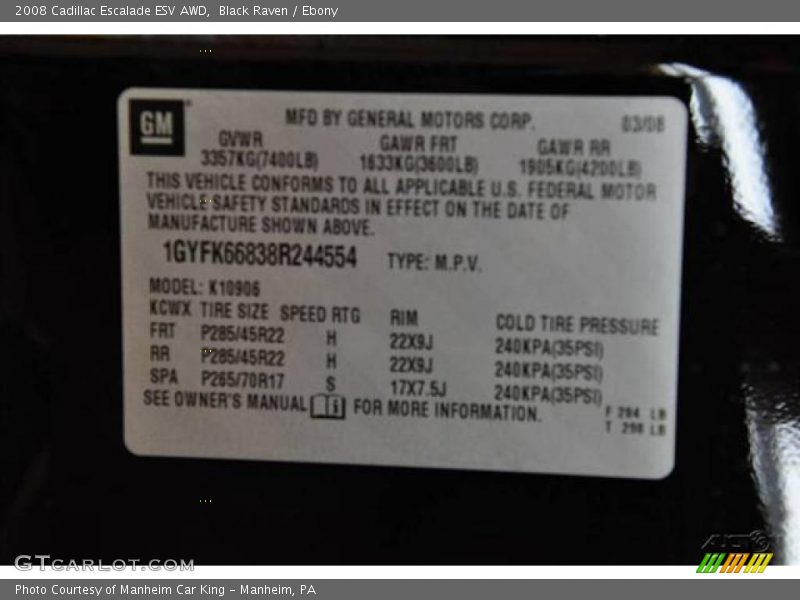 2008 Cadillac Escalade ESV AWD, Black Raven / Ebony
GM
MFD BY GENERAL MOTORS CORP. 03/08
GVWR GAWR FRT GAWR RR
3357KG(7400LB) 1633KG(3600LB) 1905KG(4200LB)
THIS VEHICLE CONFORMS TO ALL APPLICABLE U.S. FEDERAL MOTOR
VEHICLE SAFETY STANDARDS IN EFFECT ON THE DATE OF
MANUFACTURE SHOWN ABOVE.
1GYFK66838R244554 TYPE: M.P.V.
MODEL: K10906
KCWX TIRE SIZE SPEED RTG RIM COLD TIRE PRESSURE
FRT P285/45R22 H 22X9J 240KPA(35PSI)
RR P285/45R22 H 22X9J 240KPA(35PSI)
SPA P265/70R17 S 17X7.5J 240KPA(35PSI)
SEE OWNER'S MANUAL FOR MORE INFORMATION.
F 284 LB
T 298 LB
GTCARLOT.COM
Photo Courtesy of Manheim Car King - Manheim, PA